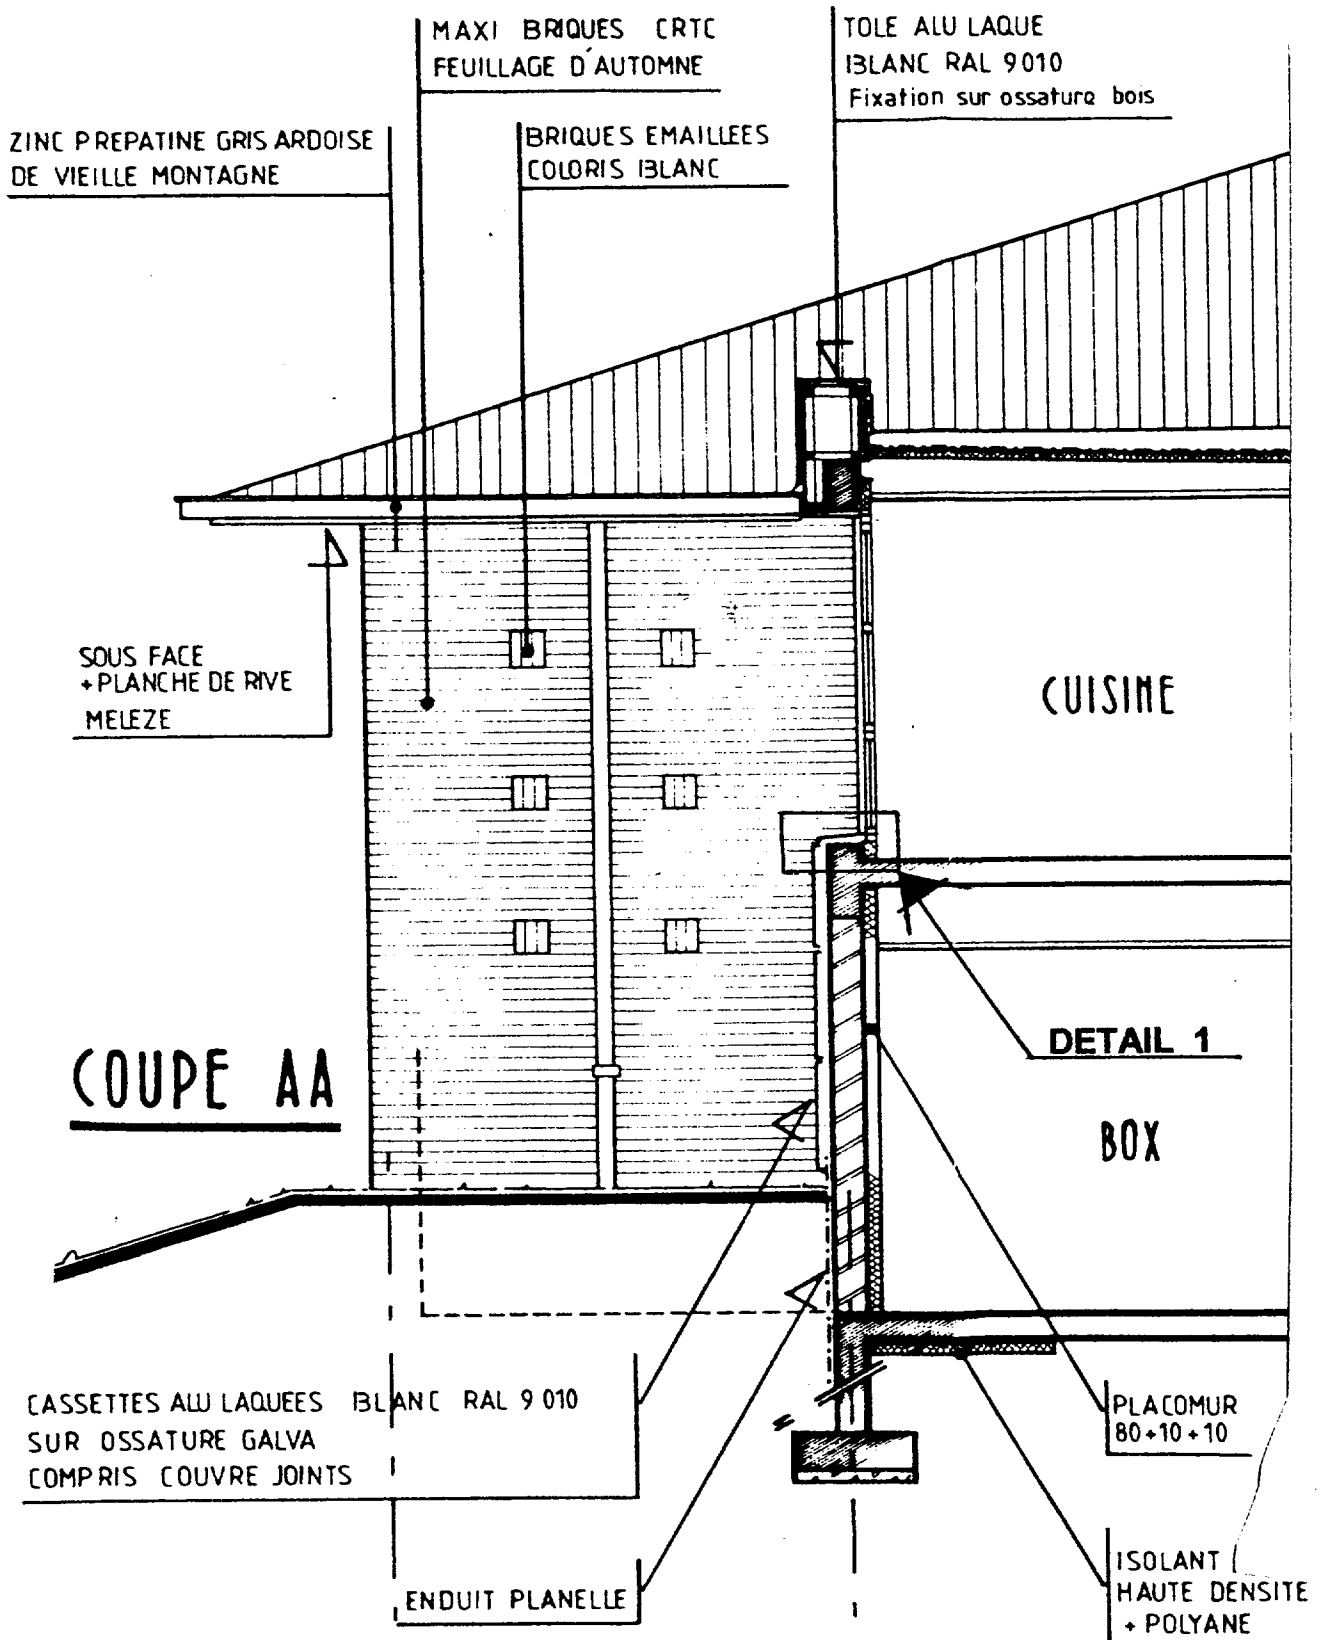 MAXI BRIQUES CRTC
FEUILLAGE D'AUTOMNE
TOLE ALU LAQUE
BLANC RAL 9010
Fixation sur ossature bois
ZINC PREPATINE GRIS ARDOISE
DE VIEILLE MONTAGNE
BRIQUES EMAILLEES
COLORIS BLANC
SOUS FACE
+PLANCHE DE RIVE
MELEZE
CUISINE
DETAIL 1
COUPE AA
BOX
CASSETTES ALU LAQUEES BLANC RAL 9010
SUR OSSATURE GALVA
COMPRIS COUVRE JOINTS
PLACOMUR
80+10+10
ENDUIT PLANELLE
ISOLANT
HAUTE DENSITE
+ POLYANE